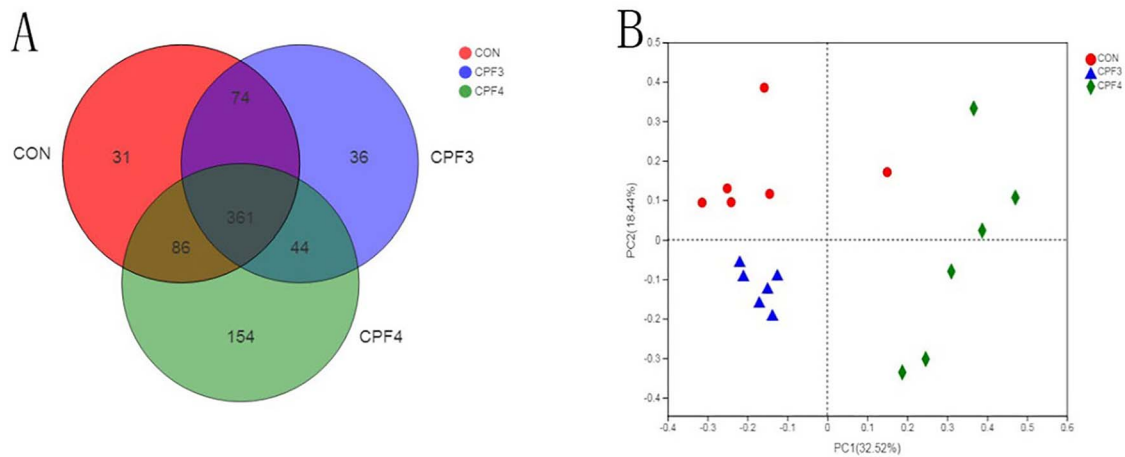 A
CON
CPF3
CPF4
74
CON
31
36
CPF3
361
86
44
154
CPF4
B
CON
CPF3
CPF4
0.5
0.4
0.3
0.2
0.1
0
-0.1
-0.2
-0.3
-0.4
PC2(18.44%)
-0.4 -0.3 -0.2 -0.1 0 0.1 0.2 0.3 0.4 0.5 0.6
PC1(32.52%)